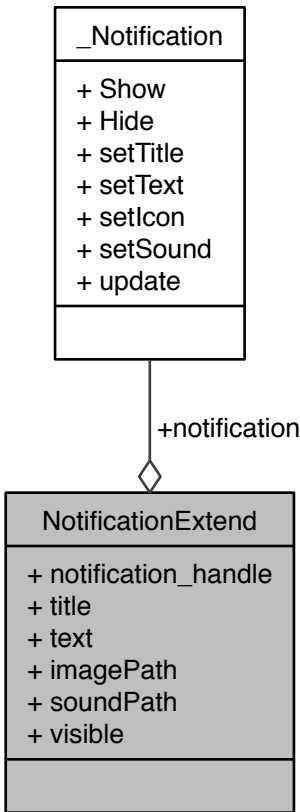 _Notification
+ Show
+ Hide
+ setTitle
+ setText
+ setIcon
+ setSound
+ update
+notification
NotificationExtend
+ notification_handle
+ title
+ text
+ imagePath
+ soundPath
+ visible